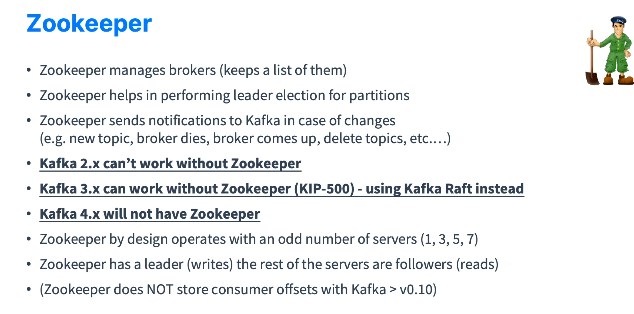 Zookeeper
• Zookeeper manages brokers (keeps a list of them)
• Zookeeper helps in performing leader election for partitions
• Zookeeper sends notifications to Kafka in case of changes
(e.g. new topic, broker dies, broker comes up, delete topics, etc.…)
• Kafka 2.x can’t work without Zookeeper
• Kafka 3.x can work without Zookeeper (KIP-500) - using Kafka Raft instead
• Kafka 4.x will not have Zookeeper
• Zookeeper by design operates with an odd number of servers (1, 3, 5, 7)
• Zookeeper has a leader (writes) the rest of the servers are followers (reads)
• (Zookeeper does NOT store consumer offsets with Kafka > v0.10)